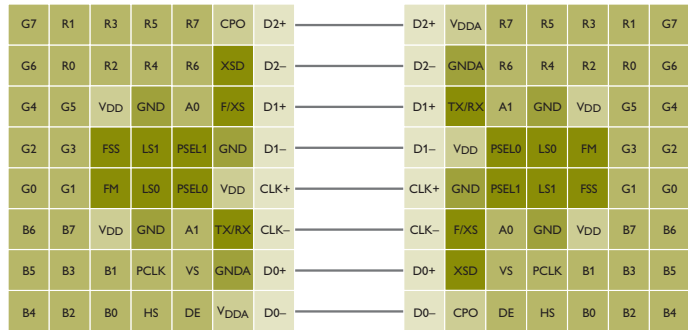 G7 R1 R3 R5 R7 CPO D2+ D2+ VDDA R7 R5 R3 R1 G7
G6 R0 R2 R4 R6 XSD D2– D2– GNDA R6 R4 R2 R0 G6
G4 G5 VDD GND A0 F/XS D1+ D1+ TX/RX A1 GND VDD G5 G4
G2 G3 FSS LS1 PSEL1 GND D1– D1– VDD PSEL0 LS0 FM G3 G2
G0 G1 FM LS0 PSEL0 VDD CLK+ CLK+ GND PSEL1 LS1 FSS G1 G0
B6 B7 VDD GND A1 TX/RX CLK– CLK– F/XS A0 GND VDD B7 B6
B5 B3 B1 PCLK VS GNDA D0+ D0+ XSD VS PCLK B1 B3 B5
B4 B2 B0 HS DE VDDA D0– D0– CPO DE HS B0 B2 B4